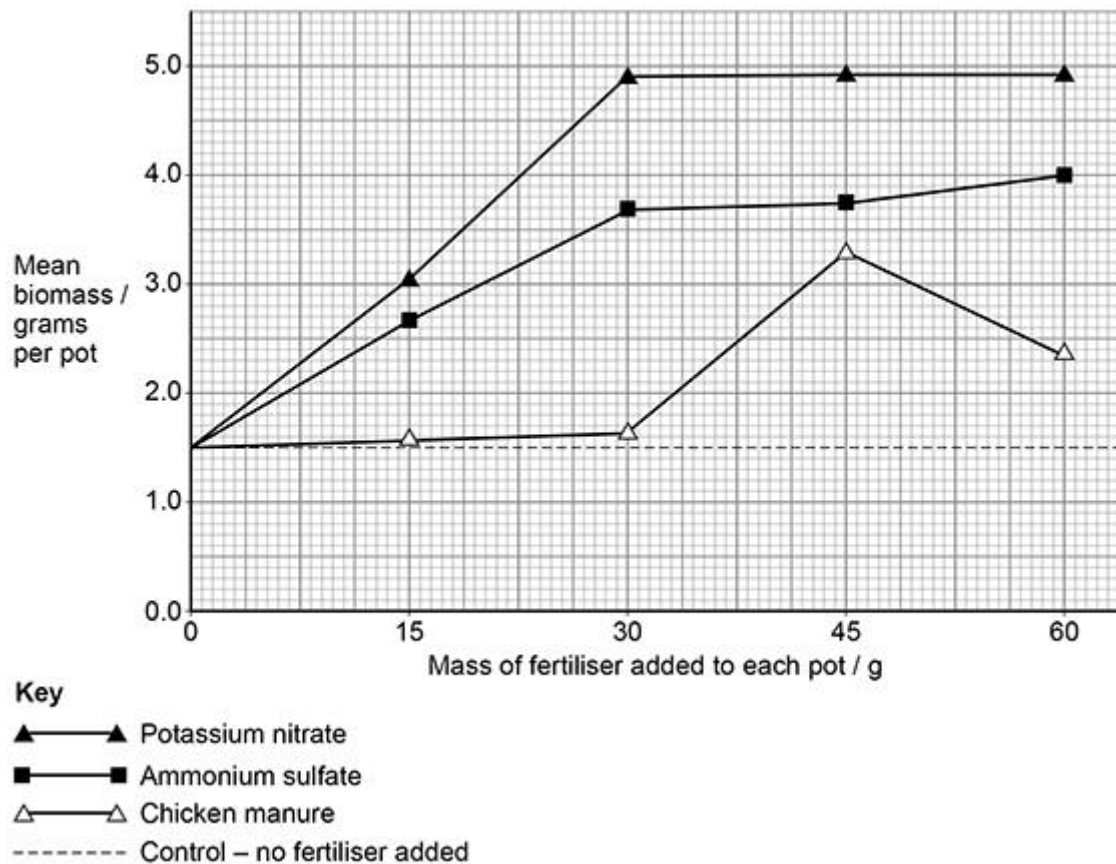 5.0
4.0
Mean
biomass /
grams
per pot
3.0
2.0
1.0
0.0
0 15 30 45 60
Mass of fertiliser added to each pot / g
Key
Potassium nitrate
Ammonium sulfate
Chicken manure
Control – no fertiliser added